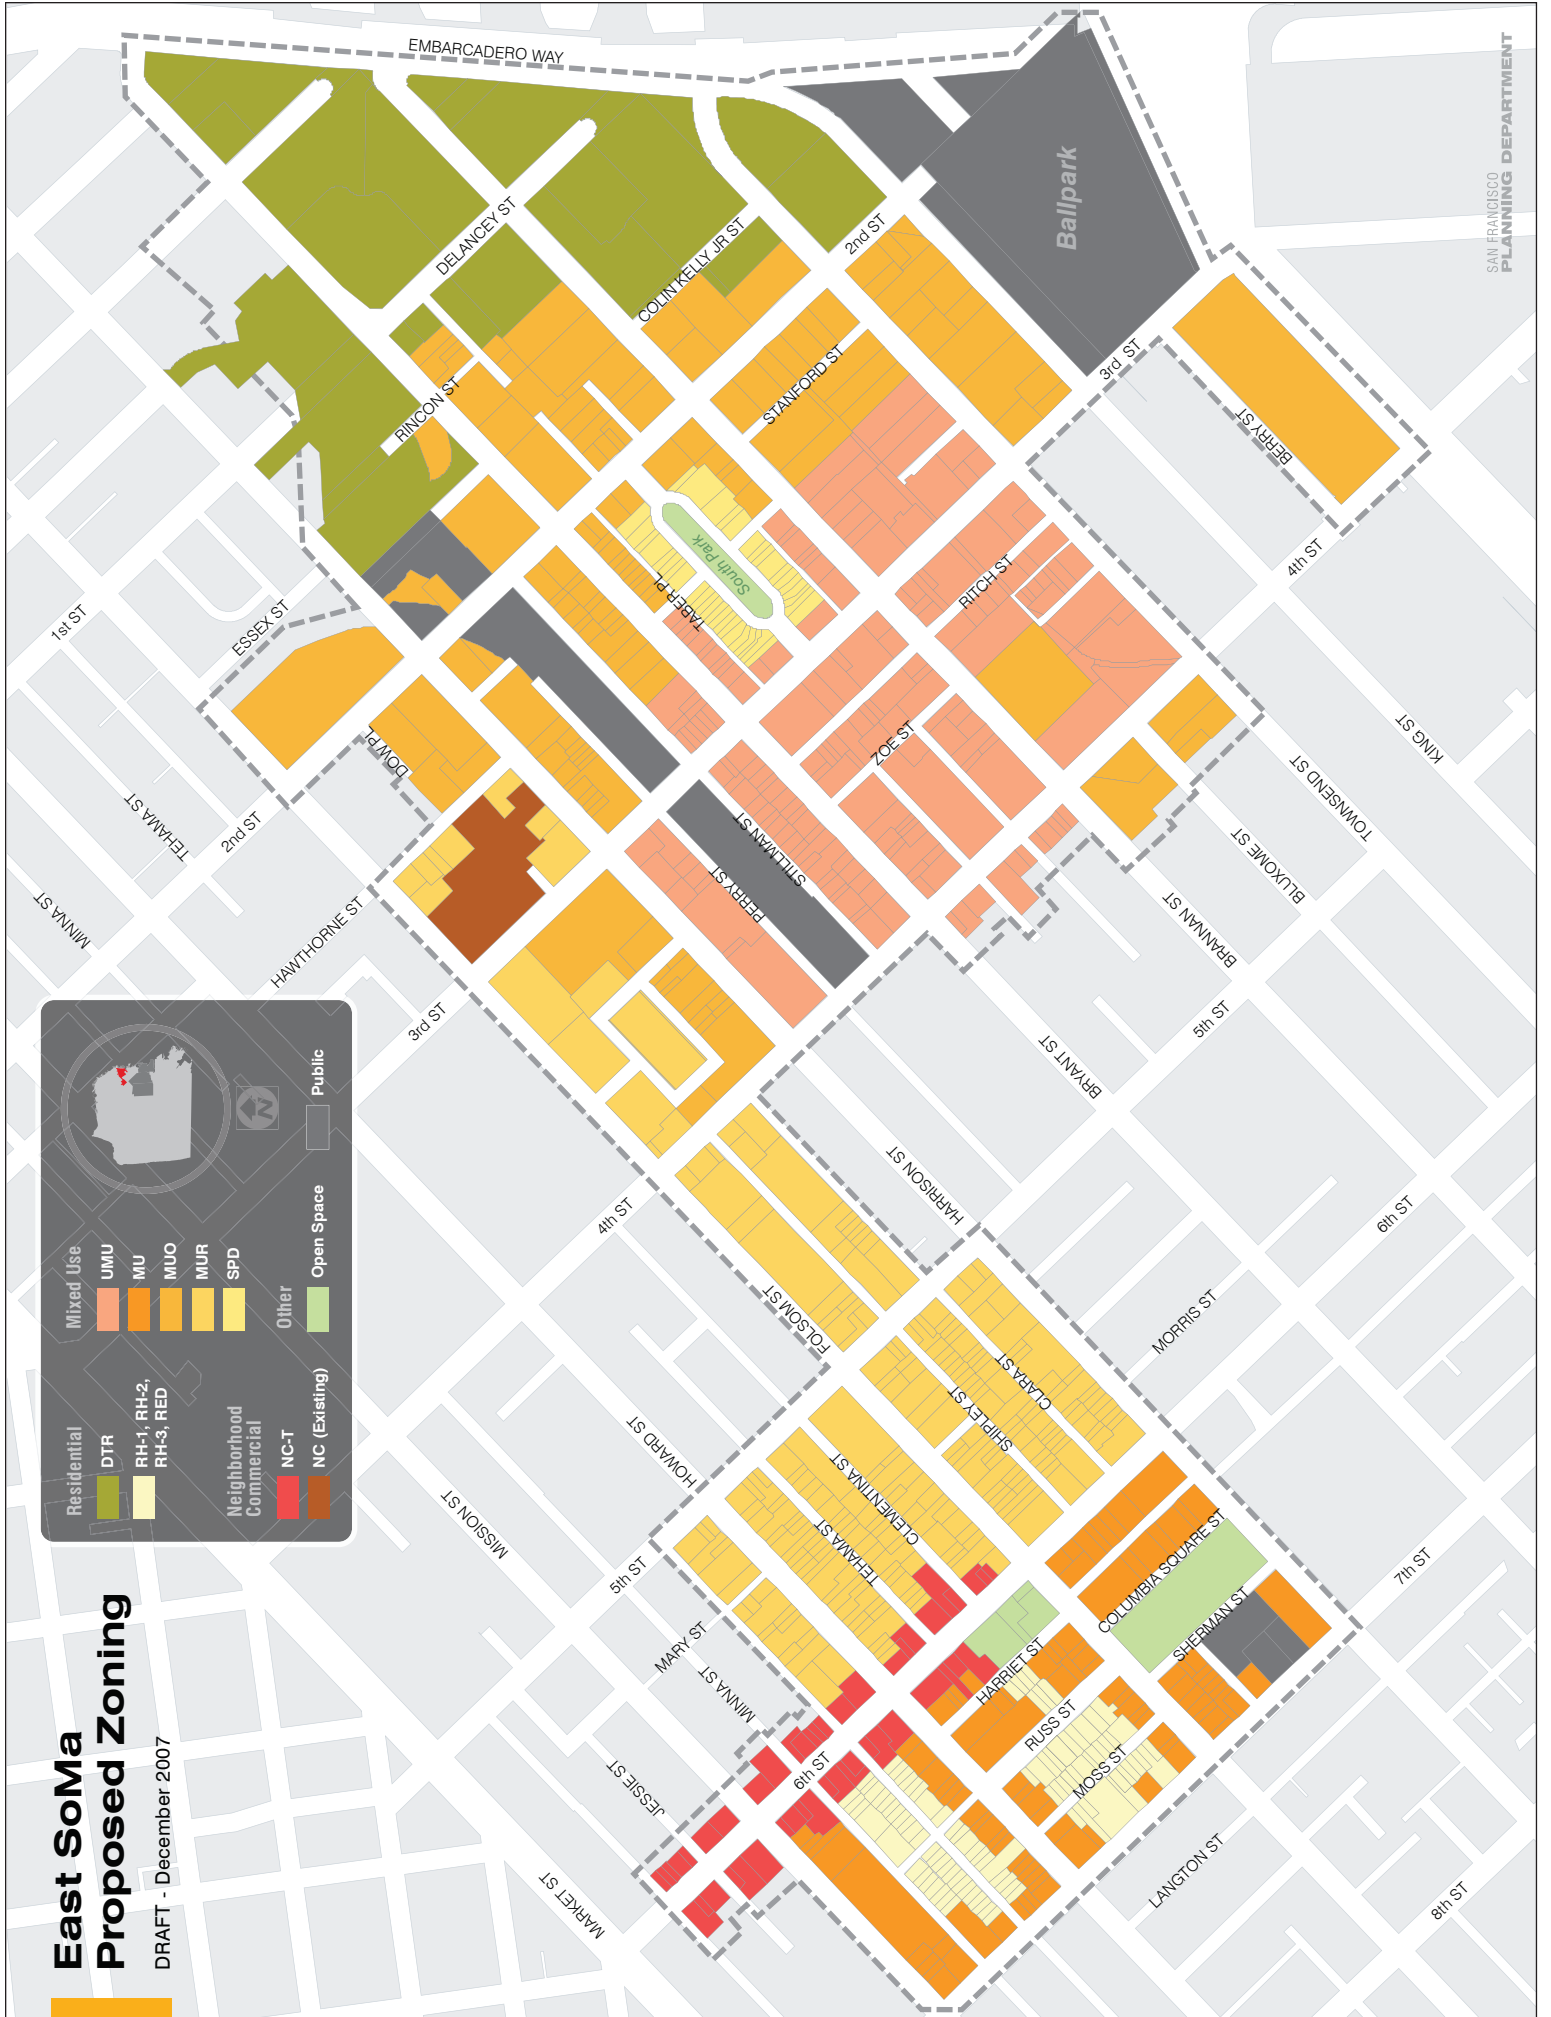 East SoMa
Proposed Zoning
DRAFT - December 2007
Residential
DTR
RH-1, RH-2,
RH-3, RED
Neighborhood
Commercial
NC-T
NC (Existing)
Mixed Use
UMU
MU
MUO
MUR
SPD
Other
Open Space
Public
N
EMBARCADERO WAY
DELANCEY ST
COLIN KELLY JR ST
2nd ST
Ballpark
SAN FRANCISCO
PLANNING DEPARTMENT
RINCON ST
STANFORD ST
3rd ST
BERRY ST
4th ST
South Park
TABER PL
RITCH ST
1st ST
ESSEX ST
DOW PL
ZOE ST
KING ST
TOWNSEND ST
TEHAMA ST
2nd ST
MINNA ST
HAWTHORNE ST
STILLMAN ST
PERRY ST
BLUXOME ST
BRANNAN ST
5th ST
3rd ST
BRYANT ST
HARRISON ST
4th ST
6th ST
FOLSOM ST
MORRIS ST
CLARA ST
SHIPLEY ST
HOWARD ST
CLEMENTINA ST
TEHAMA ST
MISSION ST
5th ST
COLUMBIA SQUARE ST
7th ST
SHERMAN ST
MARY ST
MINNA ST
HARRIET ST
RUSS ST
MOSS ST
6th ST
JESSIE ST
LANGTON ST
MARKET ST
8th ST